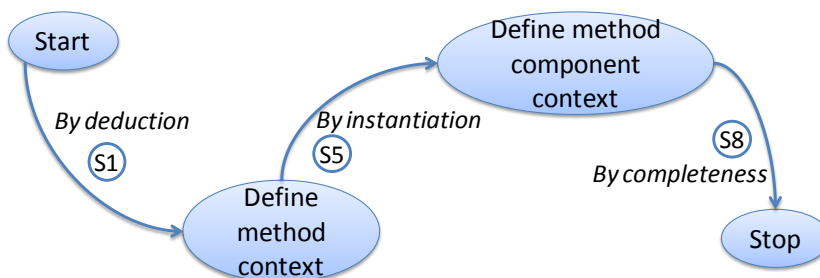 Start
By deduction
S1
Define
method
context
By instantiation
S5
Define method
component
context
S8
By completeness
Stop